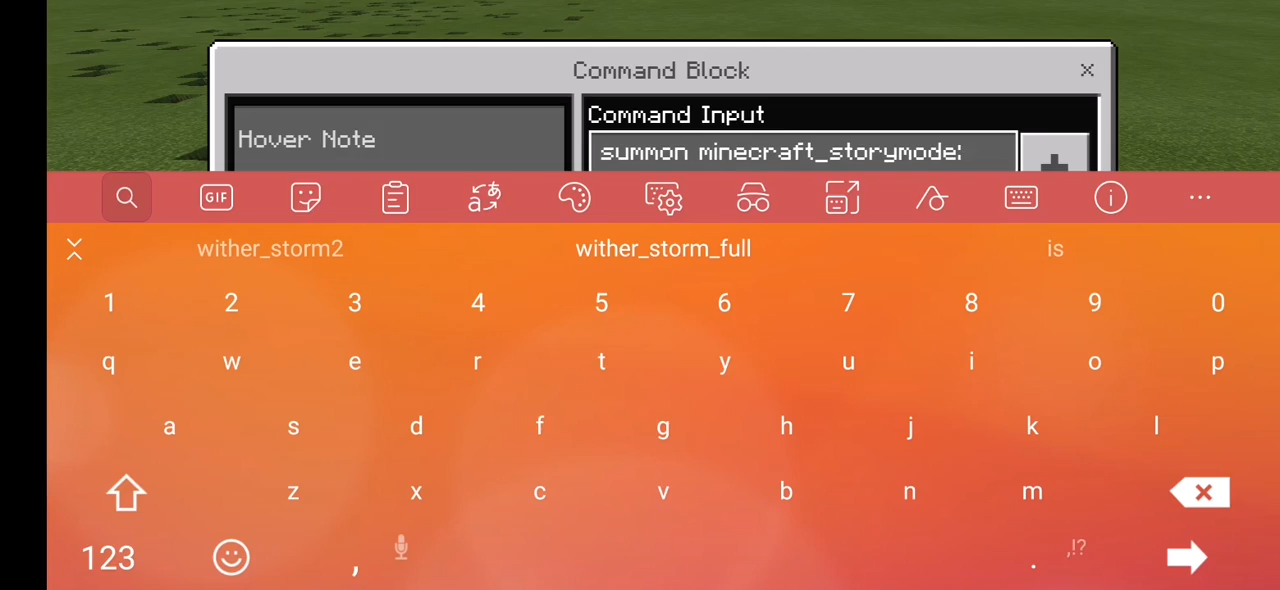 Command Block
Command Input
Hover Note
summon minecraft_storymode:
GIF
wither_storm2 wither_storm_full is
1 2 3 4 5 6 7 8 9 0
q w e r t y u i o p
a s d f g h j k l
z x c v b n m
123 , . ,!?